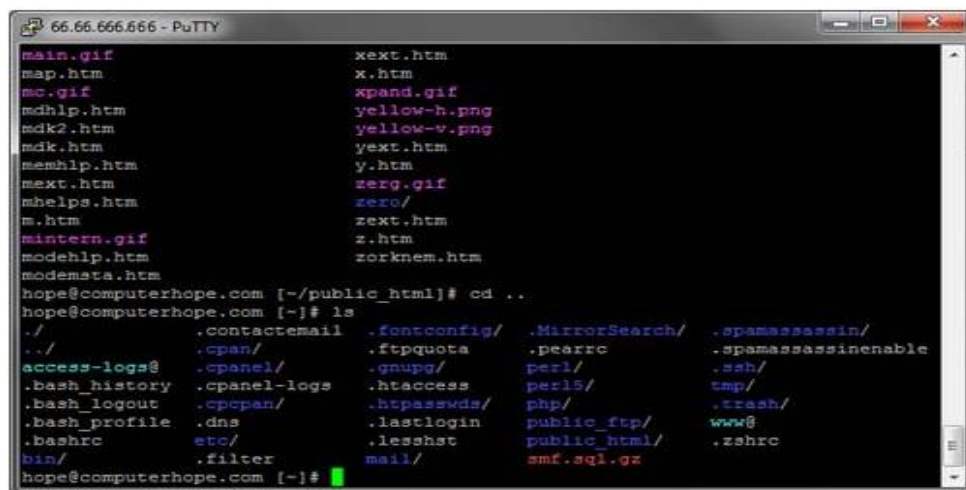 66.66.666.666 - PuTTY
main.gif xext.htm
map.htm x.htm
mc.gif xpand.gif
mdhlp.htm yellow-h.png
mdk2.htm yellow-v.png
mdk.htm yext.htm
memhlp.htm y.htm
mext.htm zerg.gif
mhelps.htm zero/
m.htm zext.htm
mintern.gif z.htm
modehlp.htm zorknem.htm
modemsta.htm
hope@computerhope.com [~/public_html]# cd ..
hope@computerhope.com [~]# ls
./ .contactemail .fontconfig/ .MirrorSearch/ .spamassassin/
../ .cpan/ .ftpquota .pearrc .spamassassinenable
access-logs@ .cpanel/ .gnupg/ perl/ .ssh/
.bash_history .cpanel-logs .htaccess perl5/ tmp/
.bash_logout .cpcpan/ .htpasswds/ php/ .trash/
.bash_profile .dns .lastlogin public_ftp/ www@
.bashrc etc/ .lesshst public_html/ .zshrc
bin/ .filter mail/ smf.sql.gz
hope@computerhope.com [~]#